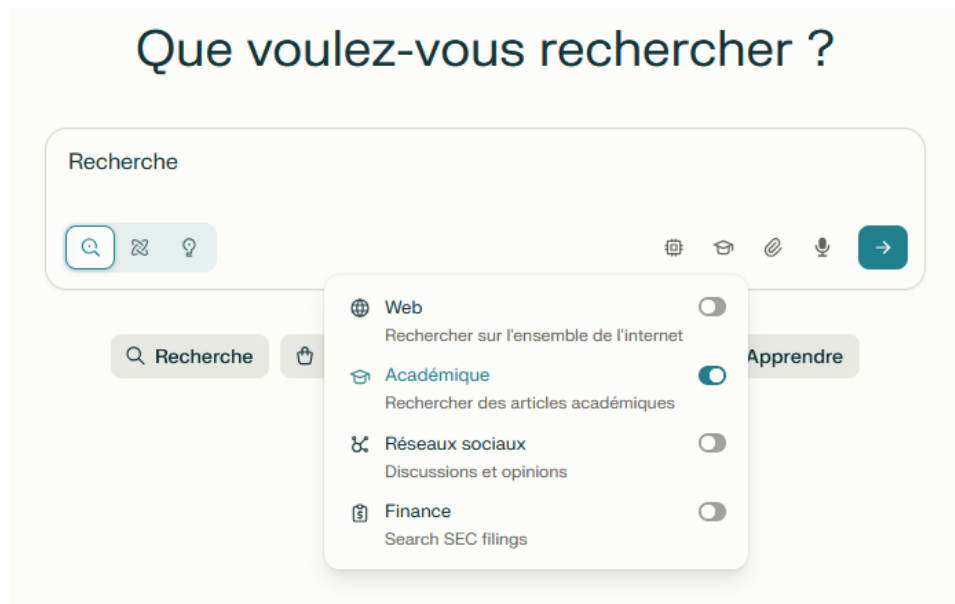 Que voulez-vous rechercher ?
Recherche
Web
Rechercher sur l'ensemble de l'internet
Recherche
Apprendre
Académique
Rechercher des articles académiques
Réseaux sociaux
Discussions et opinions
Finance
Search SEC filings